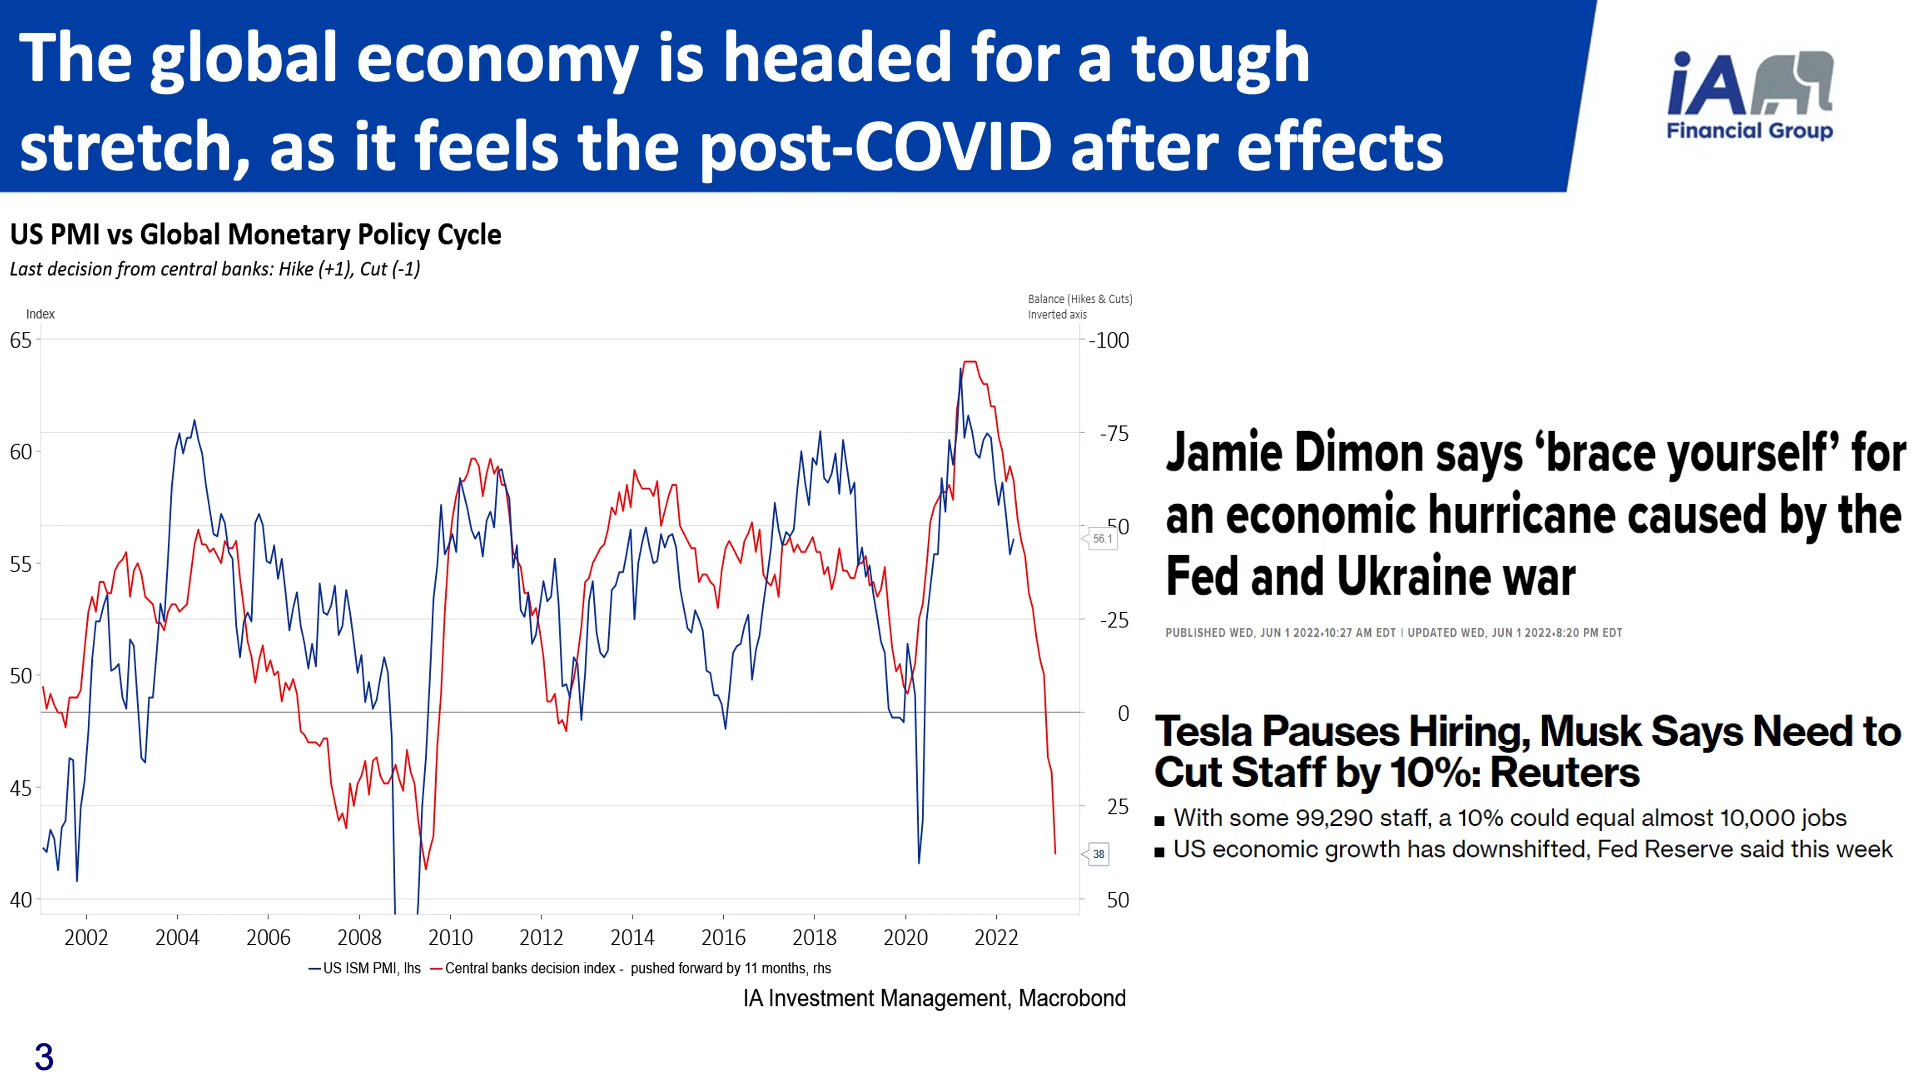 The global economy is headed for a tough
stretch, as it feels the post-COVID after effects
iA
Financial Group
US PMI vs Global Monetary Policy Cycle
Last decision from central banks: Hike (+1), Cut (-1)
Index
Balance (Hikes & Cuts)
Inverted axis
65
60
55
50
45
40
-100
-75
-50
-25
0
25
50
56.1
38
2002 2004 2006 2008 2010 2012 2014 2016 2018 2020 2022
US ISM PMI, lhs Central banks decision index - pushed forward by 11 months, rhs
IA Investment Management, Macrobond
Jamie Dimon says ‘brace yourself’ for
an economic hurricane caused by the
Fed and Ukraine war
PUBLISHED WED, JUN 1 2022•10:27 AM EDT | UPDATED WED, JUN 1 2022•8:20 PM EDT
Tesla Pauses Hiring, Musk Says Need to
Cut Staff by 10%: Reuters
■ With some 99,290 staff, a 10% could equal almost 10,000 jobs
■ US economic growth has downshifted, Fed Reserve said this week
3